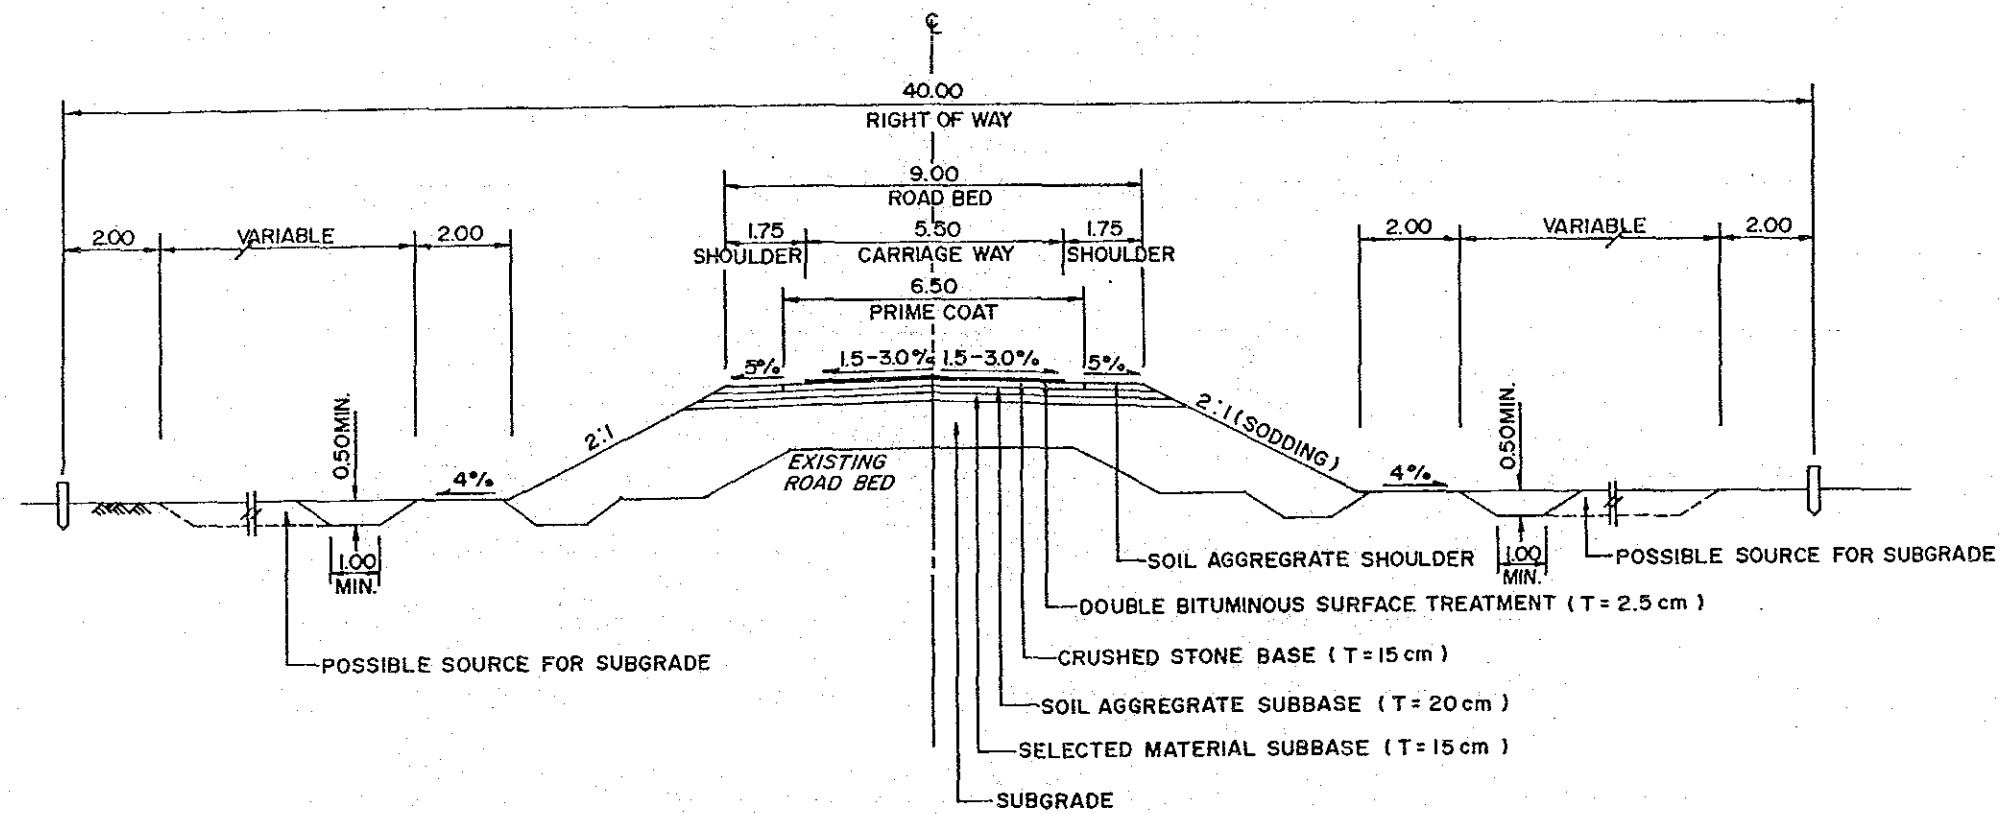 ℄
40.00
RIGHT OF WAY
9.00
ROAD BED
2.00
VARIABLE
2.00
1.75
5.50
1.75
2.00
VARIABLE
2.00
SHOULDER
CARRIAGE WAY
SHOULDER
6.50
PRIME COAT
5%
1.5-3.0%
1.5-3.0%
5%
0.50MIN.
2:1
2:1 (SODDING)
0.50MIN.
EXISTING
ROAD BED
4%
4%
1.00
MIN.
SOIL AGGREGRATE SHOULDER
1.00
MIN.
POSSIBLE SOURCE FOR SUBGRADE
DOUBLE BITUMINOUS SURFACE TREATMENT (T=2.5 cm)
POSSIBLE SOURCE FOR SUBGRADE
CRUSHED STONE BASE (T=15 cm)
SOIL AGGREGRATE SUBBASE (T=20 cm)
SELECTED MATERIAL SUBBASE (T=15 cm)
SUBGRADE